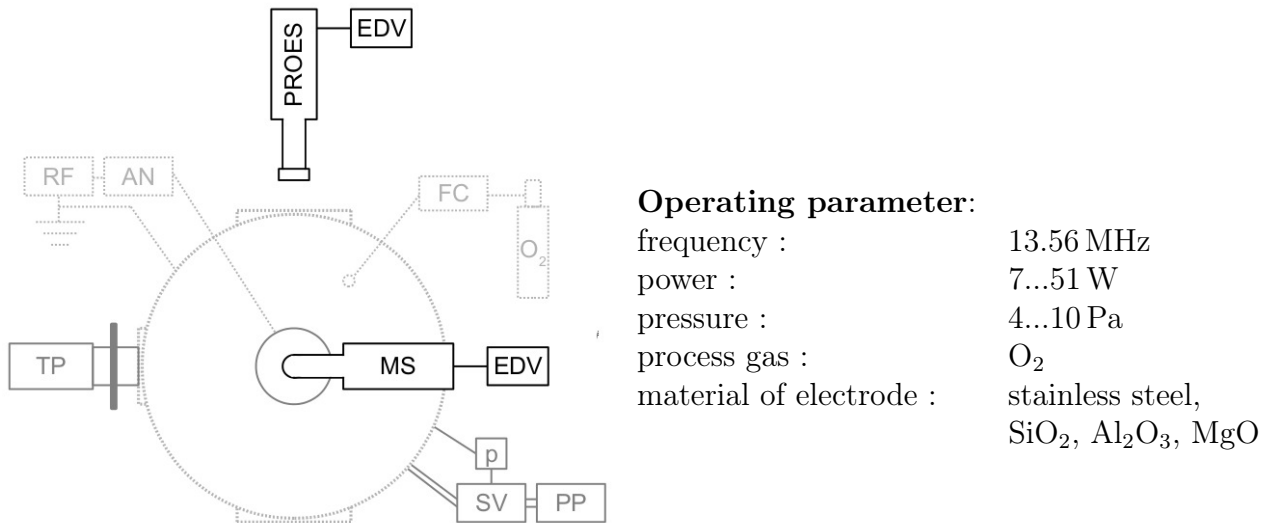 PROES
EDV
RF
AN
FC
O₂
TP
MS
EDV
p
SV
PP
Operating parameter:
frequency : 13.56 MHz
power : 7...51 W
pressure : 4...10 Pa
process gas : O₂
material of electrode : stainless steel,
SiO₂, Al₂O₃, MgO